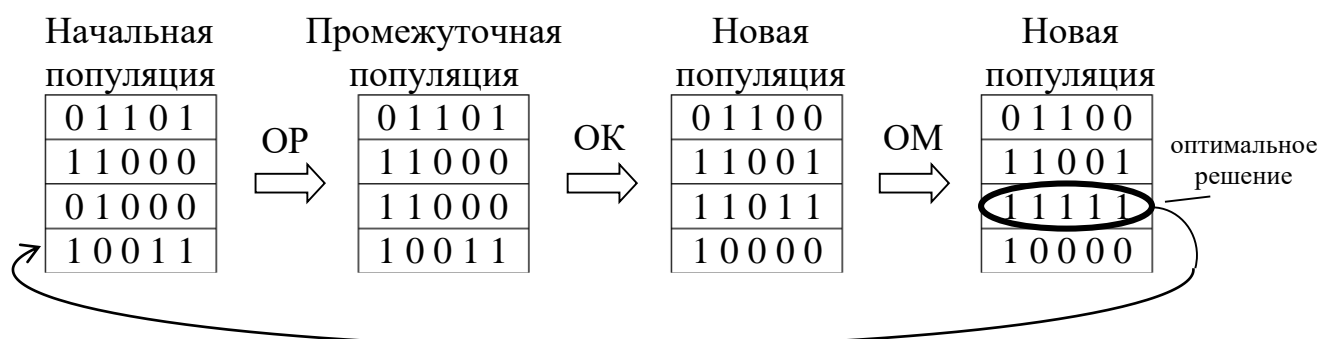 Начальная Промежуточная Новая Новая
популяция популяция популяция популяция
0 1 1 0 1 0 1 1 0 1 0 1 1 0 0 0 1 1 0 0
ОР ОК ОМ
1 1 0 0 0 1 1 0 0 0 1 1 0 0 1 1 1 0 0 1
оптимальное
решение
0 1 0 0 0 1 1 0 0 0 1 1 0 1 1 1 1 1 1 1
1 0 0 1 1 1 0 0 1 1 1 0 0 0 0 1 0 0 0 0